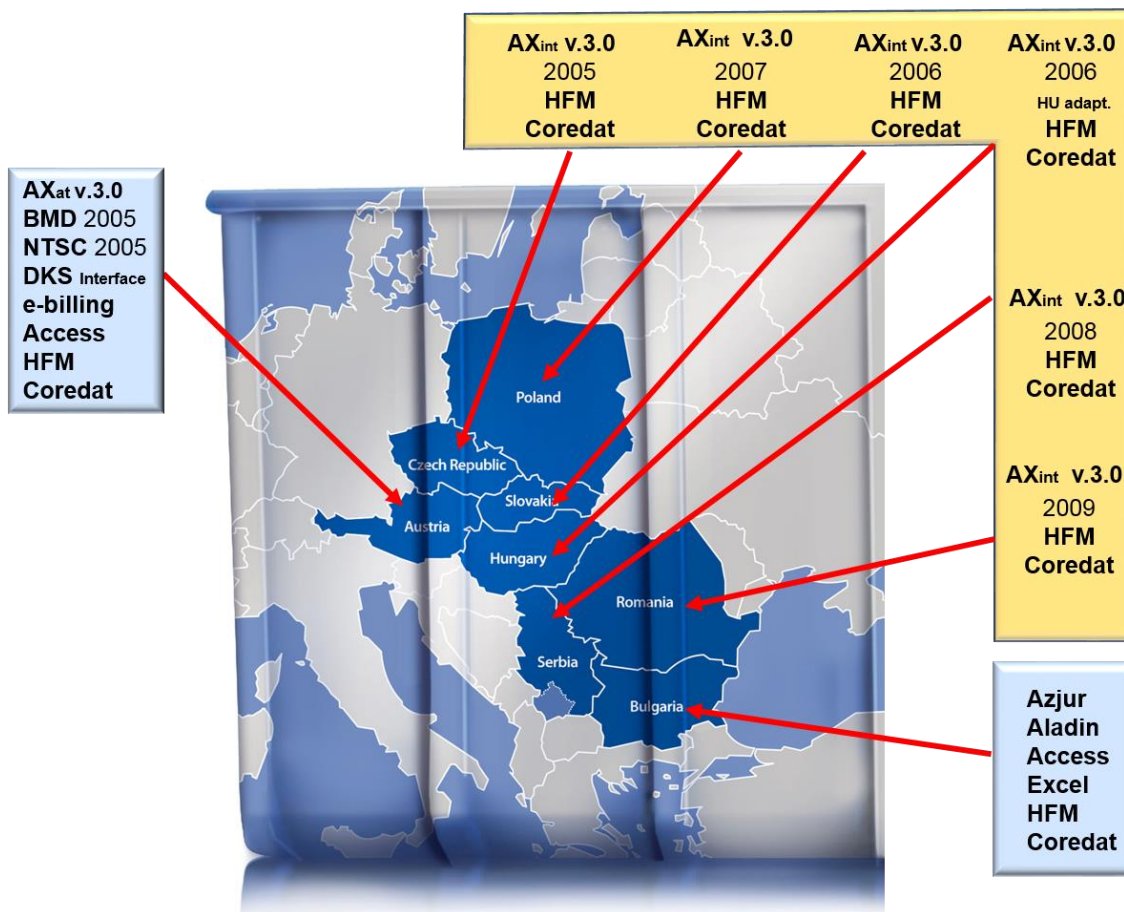 AXint v.3.0
2005
HFM
Coredat
AXint v.3.0
2007
HFM
Coredat
AXint v.3.0
2006
HFM
Coredat
AXint v.3.0
2006
HU adapt.
HFM
Coredat
AXat v.3.0
BMD 2005
NTSC 2005
DKS Interface
e-billing
Access
HFM
Coredat
AXint v.3.0
2008
HFM
Coredat
AXint v.3.0
2009
HFM
Coredat
Poland
Czech Republic
Slovakia
Austria
Hungary
Romania
Serbia
Bulgaria
Azjur
Aladin
Access
Excel
HFM
Coredat